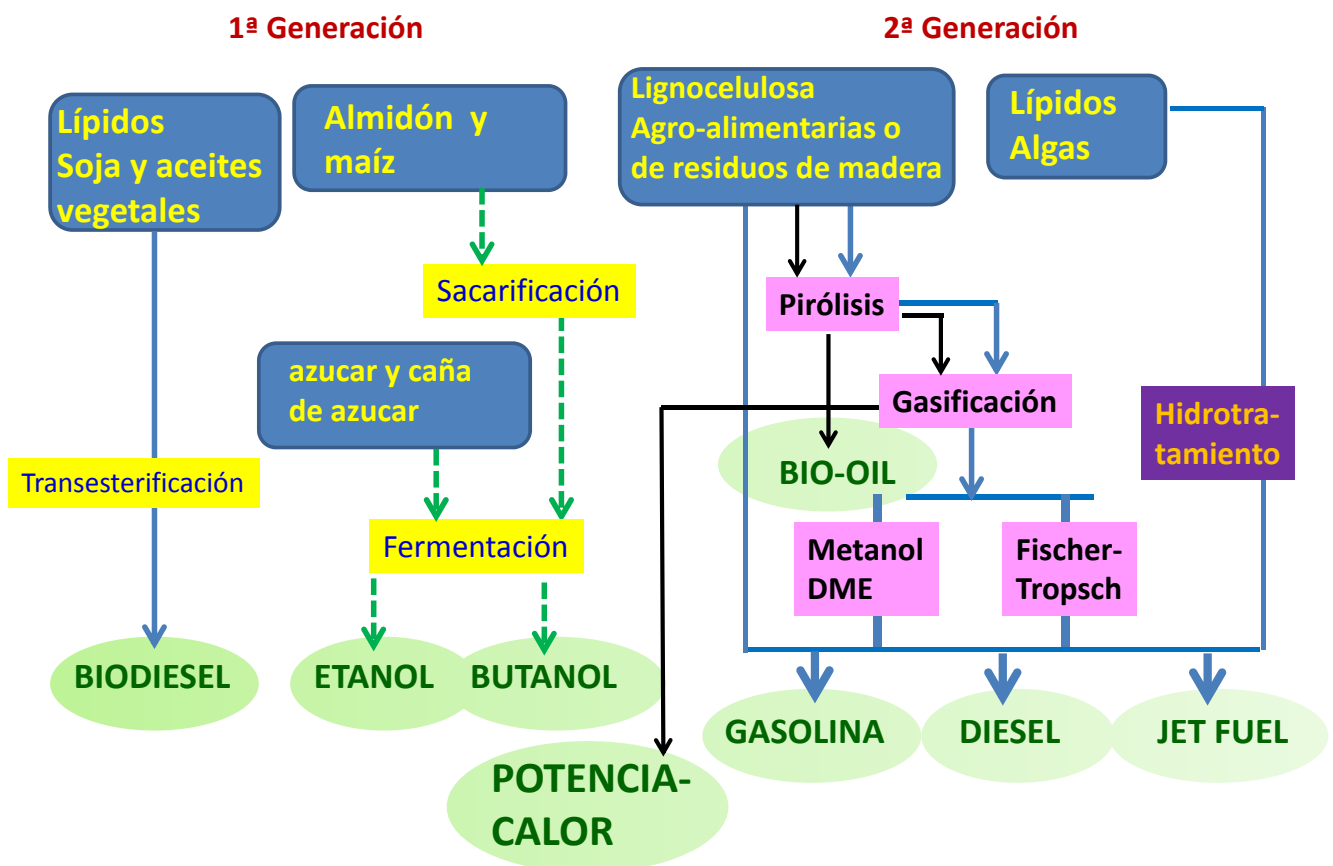 1ª Generación
2ª Generación
Lípidos
Soja y aceites
vegetales
Almidón y
maíz
Lignocelulosa
Agro-alimentarias o
de residuos de madera
Lípidos
Algas
Sacarificación
Pirólisis
azucar y caña
de azucar
Gasificación
Hidrotra-
tamiento
Transesterificación
BIO-OIL
Fermentación
Metanol
DME
Fischer-
Tropsch
BIODIESEL
ETANOL
BUTANOL
GASOLINA
DIESEL
JET FUEL
POTENCIA-
CALOR